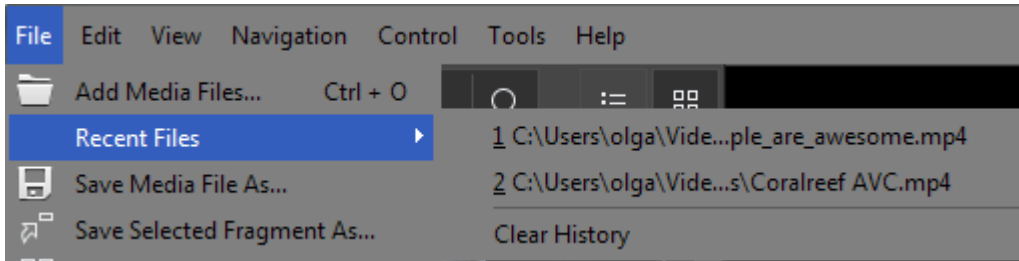 File Edit View Navigation Control Tools Help
Add Media Files... Ctrl + O
Recent Files
1 C:\Users\olga\Vide...ple_are_awesome.mp4
Save Media File As...
2 C:\Users\olga\Vide...s\Coralreef AVC.mp4
Save Selected Fragment As...
Clear History